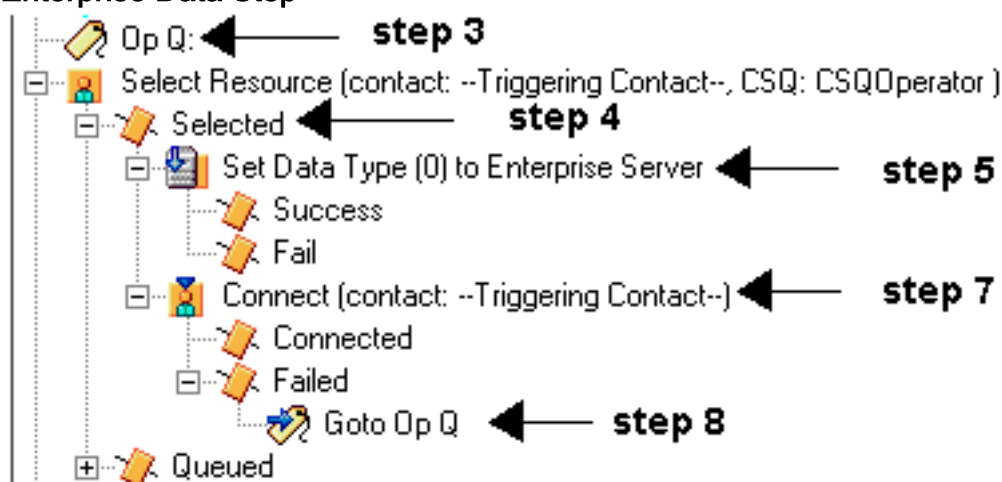 Enterprise Data Step
Op Q: step 3
Select Resource (contact: --Triggering Contact--, CSQ: CSQOperator )
Selected step 4
Set Data Type (0) to Enterprise Server step 5
Success
Fail
Connect (contact: --Triggering Contact--) step 7
Connected
Failed
Goto Op Q step 8
Queued